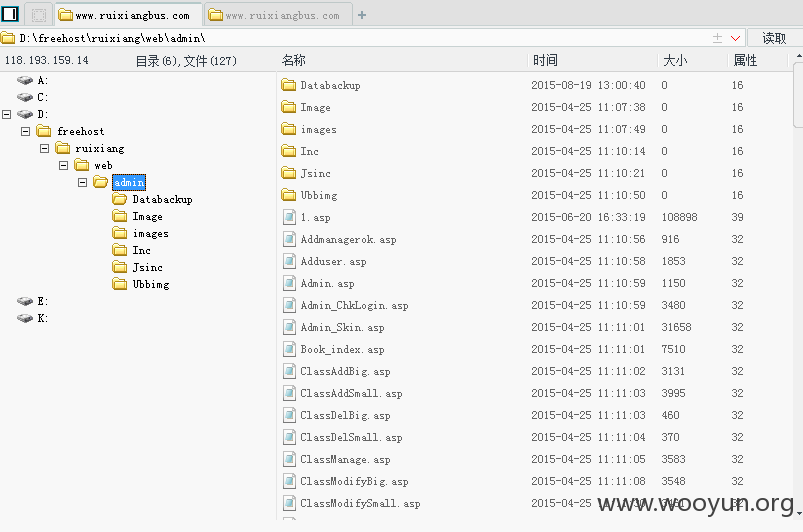 www.ruixiangbus.com www.ruixiangbus.com
D:\freehost\ruixiang\web\admin\ 读取
118.193.159.14 目录(6),文件(127) 名称 时间 大小 属性
A:
C:
D:
freehost
ruixiang
web
admin
Databackup
Image
images
Inc
Jsinc
Ubbimg
E:
K:
Databackup 2015-08-19 13:00:40 0 16
Image 2015-04-25 11:07:38 0 16
images 2015-04-25 11:07:49 0 16
Inc 2015-04-25 11:10:14 0 16
Jsinc 2015-04-25 11:10:21 0 16
Ubbimg 2015-04-25 11:10:50 0 16
1.asp 2015-06-20 16:33:19 108898 39
Addmanagerok.asp 2015-04-25 11:10:56 916 32
Adduser.asp 2015-04-25 11:10:58 1853 32
Admin.asp 2015-04-25 11:10:59 1150 32
Admin_ChkLogin.asp 2015-04-25 11:10:59 3480 32
Admin_Skin.asp 2015-04-25 11:11:01 31658 32
Book_index.asp 2015-04-25 11:11:01 7510 32
ClassAddBig.asp 2015-04-25 11:11:02 3131 32
ClassAddSmall.asp 2015-04-25 11:11:03 3995 32
ClassDelBig.asp 2015-04-25 11:11:03 460 32
ClassDelSmall.asp 2015-04-25 11:11:04 370 32
ClassManage.asp 2015-04-25 11:11:05 3583 32
ClassModifyBig.asp 2015-04-25 11:11:08 3548 32
ClassModifySmall.asp 2015-04-25 32
www.wooyun.org